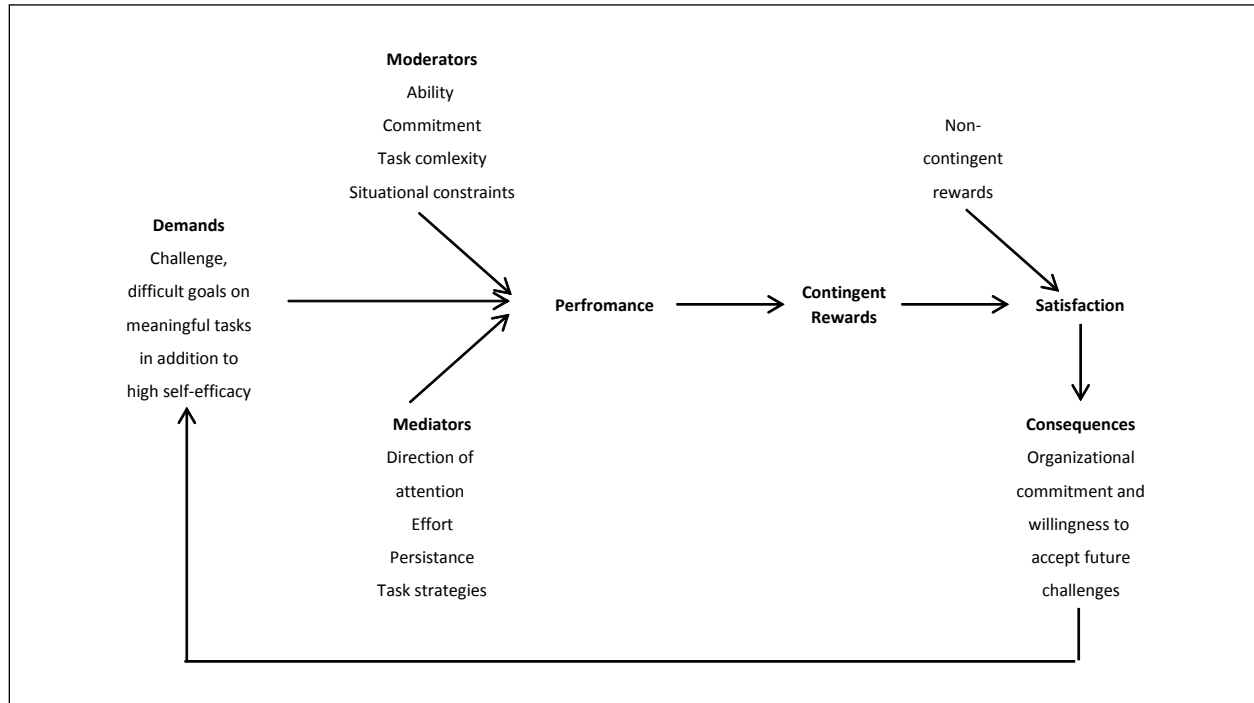 Moderators
Ability
Commitment
Task comlexity
Situational constraints
Non-
contingent
rewards
Demands
Challenge,
difficult goals on
meaningful tasks
in addition to
high self-efficacy
Perfromance
Contingent
Rewards
Satisfaction
Mediators
Direction of
attention
Effort
Persistance
Task strategies
Consequences
Organizational
commitment and
willingness to
accept future
challenges